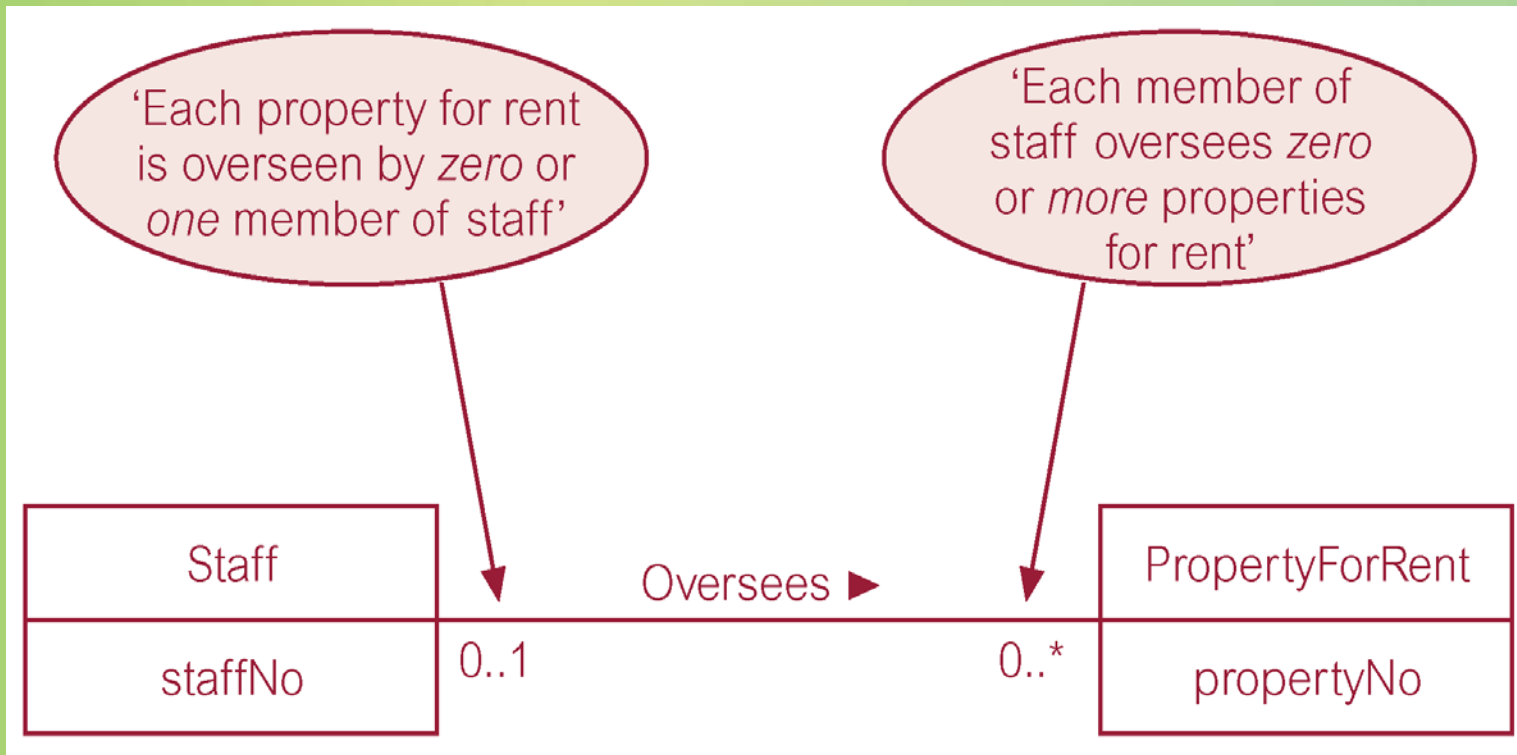 ‘Each property for rent
is overseen by zero or
one member of staff’
‘Each member of
staff oversees zero
or more properties
for rent’
Staff
staffNo
0..1
Oversees ►
0..*
PropertyForRent
propertyNo